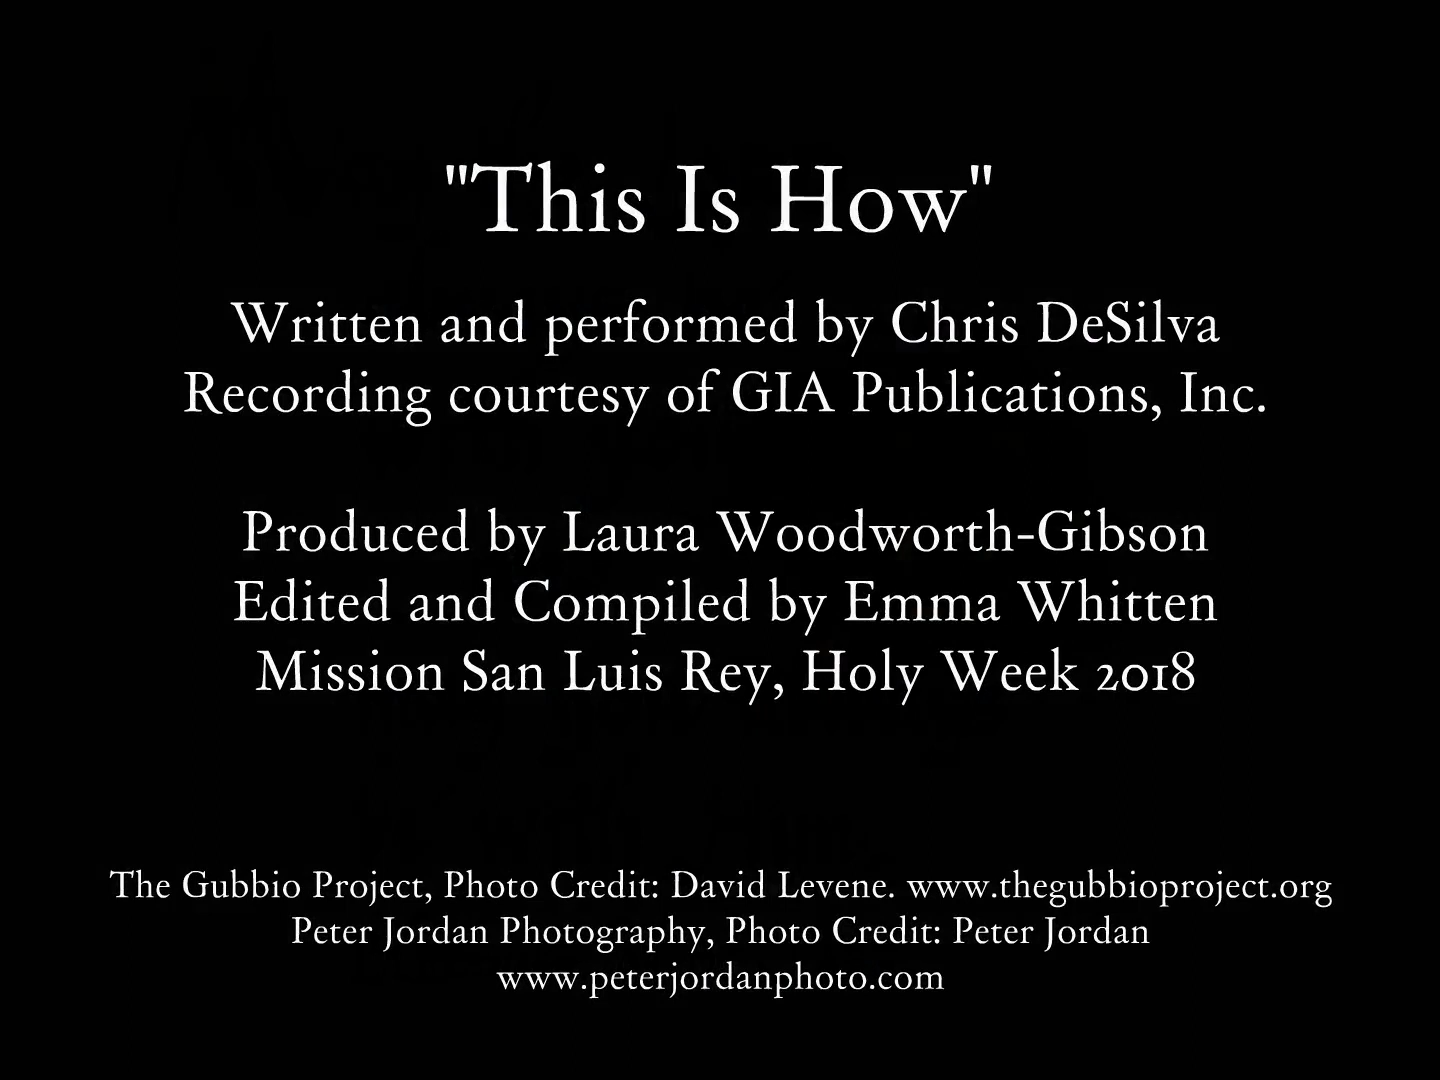 "This Is How"
Written and performed by Chris DeSilva
Recording courtesy of GIA Publications, Inc.
Produced by Laura Woodworth-Gibson
Edited and Compiled by Emma Whitten
Mission San Luis Rey, Holy Week 2018
The Gubbio Project, Photo Credit: David Levene. www.thegubbioproject.org
Peter Jordan Photography, Photo Credit: Peter Jordan
www.peterjordanphoto.com